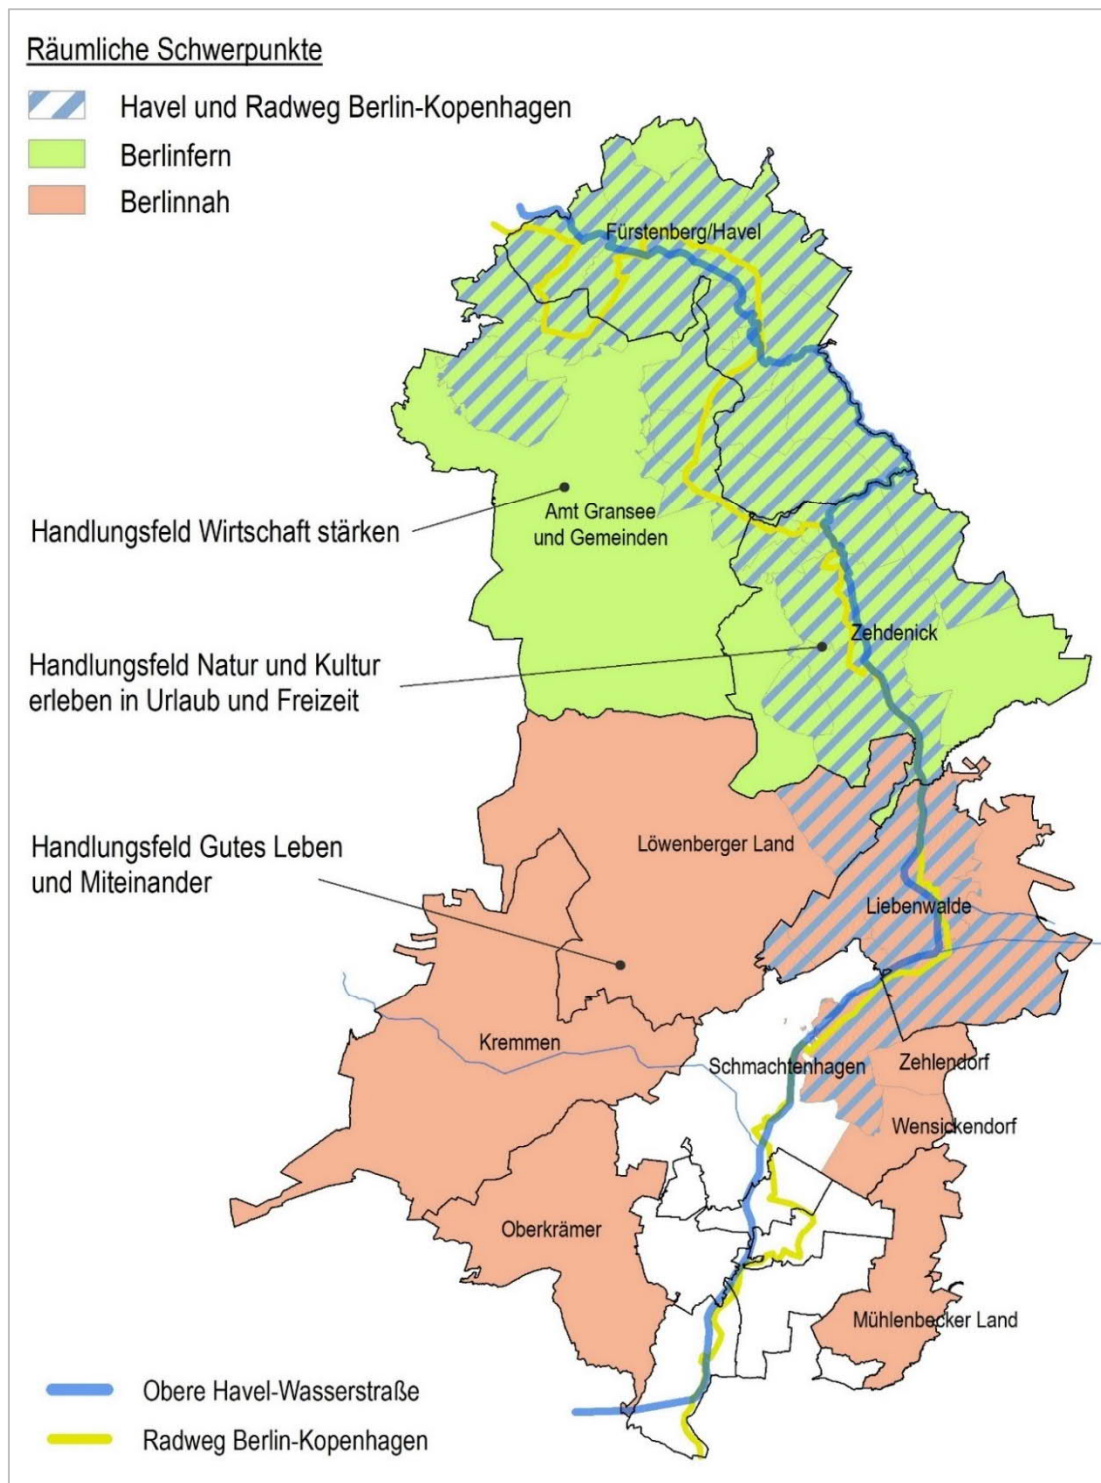 Räumliche Schwerpunkte
Havel und Radweg Berlin-Kopenhagen
Berlinfern
Berlinnah
Fürstenberg/Havel
Handlungsfeld Wirtschaft stärken
Amt Gransee
und Gemeinden
Zehdenick
Handlungsfeld Natur und Kultur
erleben in Urlaub und Freizeit
Löwenberger Land
Handlungsfeld Gutes Leben
und Miteinander
Liebenwalde
Kremmen
Schmachtenhagen
Zehlendorf
Wensickendorf
Oberkrämer
Mühlenbecker Land
Obere Havel-Wasserstraße
Radweg Berlin-Kopenhagen